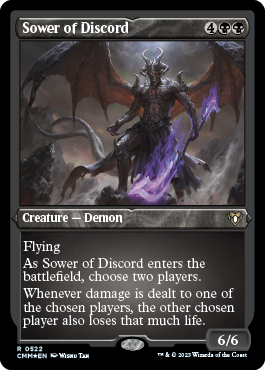 Sower of Discord 4
Creature — Demon
Flying
As Sower of Discord enters the
battlefield, choose two players.
Whenever damage is dealt to one of
the chosen players, the other chosen
player also loses that much life.
6/6
R 0522
CMM★EN Wisnu Tan
™ & © 2023 Wizards of the Coast